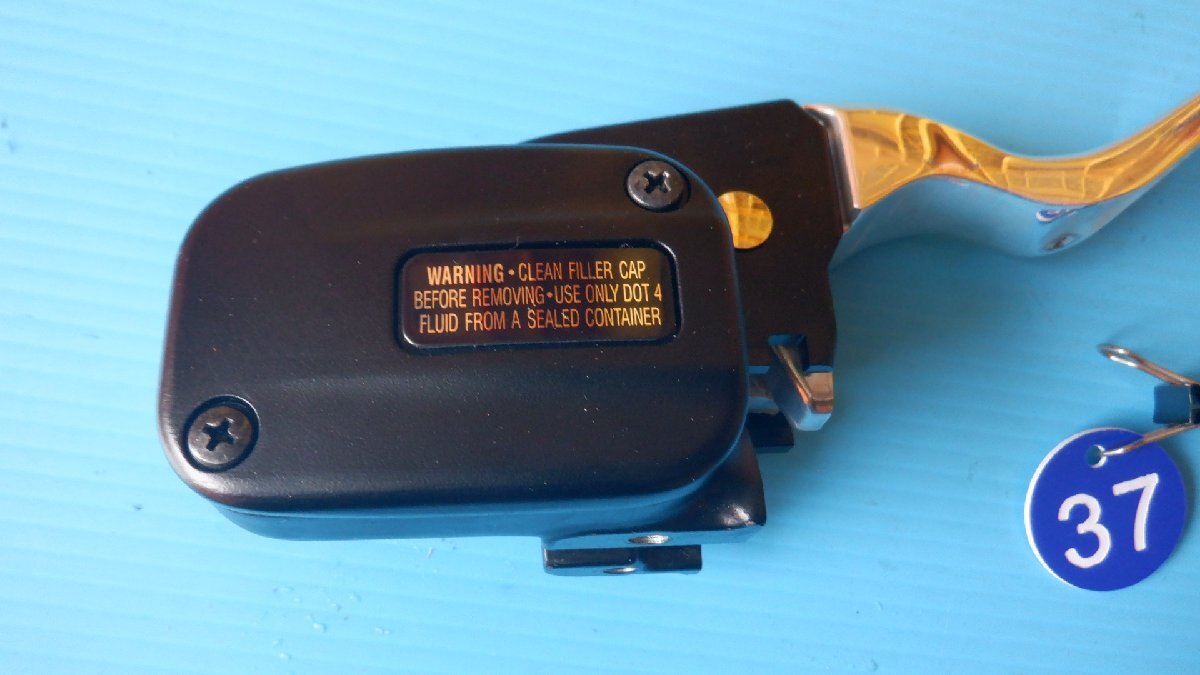 WARNING • CLEAN FILLER CAP
BEFORE REMOVING • USE ONLY DOT 4
FLUID FROM A SEALED CONTAINER
37